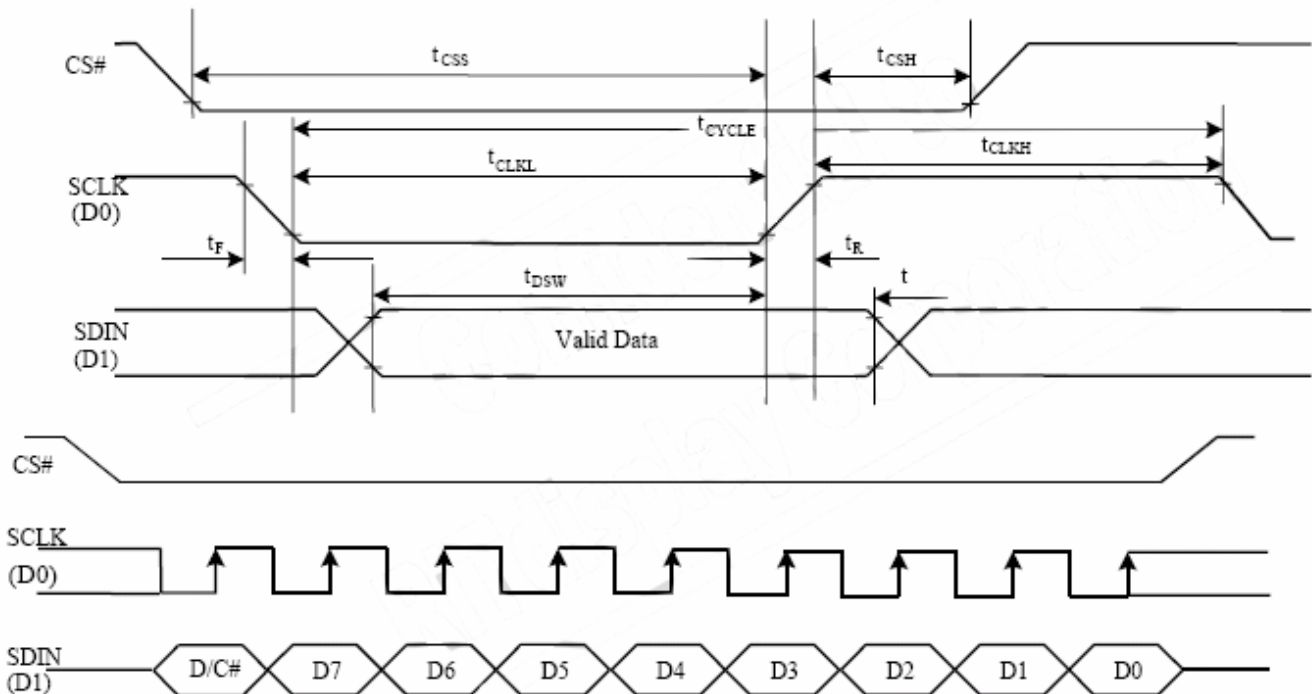 CS#
tCSS
tCSH
tCYCLE
tCLKL
tCLKH
SCLK
(D0)
tF
tR
tDSW
t
SDIN
(D1)
Valid Data
CS#
SCLK
(D0)
SDIN
(D1)
D/C# D7 D6 D5 D4 D3 D2 D1 D0